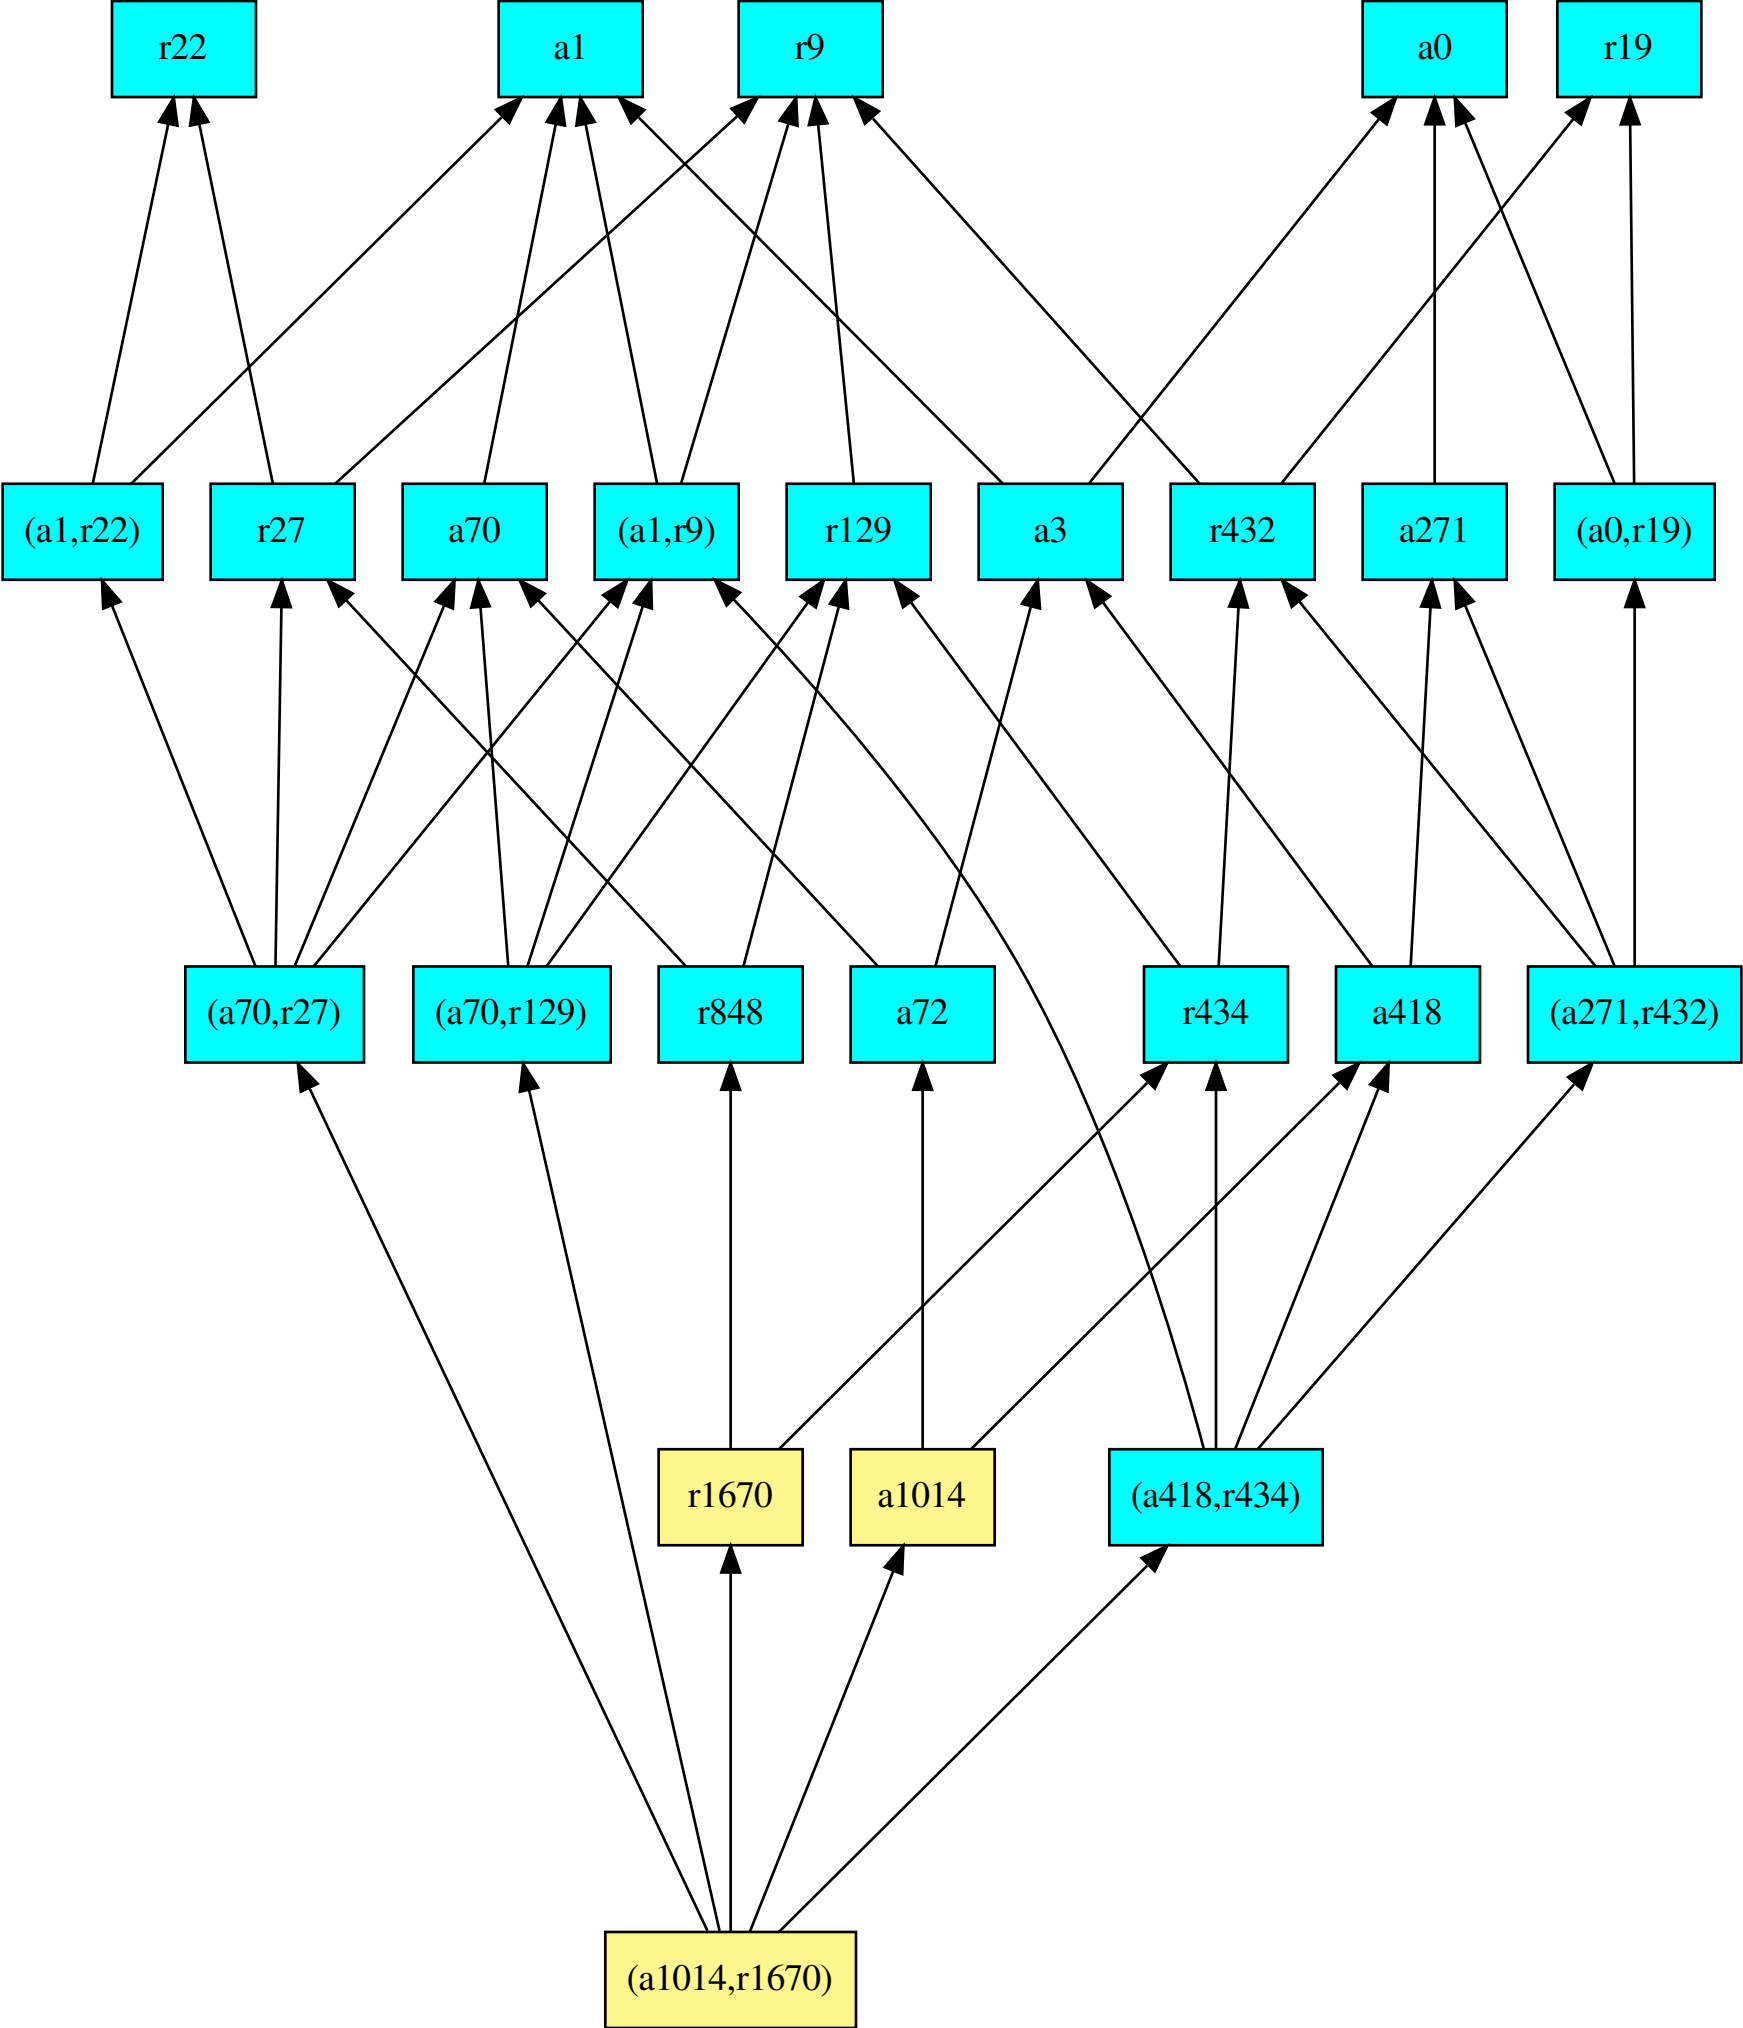 r22
a1
r9
a0
r19
(a1,r22)
r27
a70
(a1,r9)
r129
a3
r432
a271
(a0,r19)
(a70,r27)
(a70,r129)
r848
a72
r434
a418
(a271,r432)
r1670
a1014
(a418,r434)
(a1014,r1670)